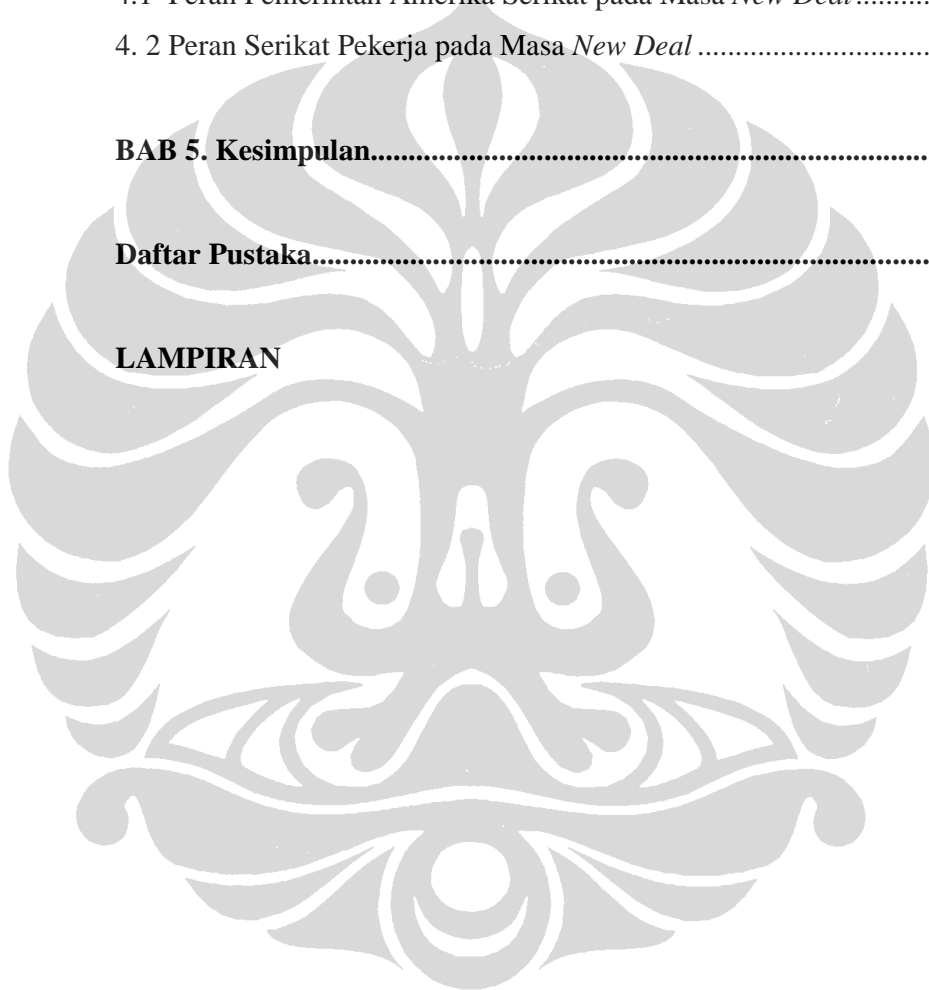 4.1 Peran Pemerintah Amerika Serikat pada Masa New Deal..........
4. 2 Peran Serikat Pekerja pada Masa New Deal ..............................
BAB 5. Kesimpulan..........................................................................
Daftar Pustaka..................................................................................
LAMPIRAN